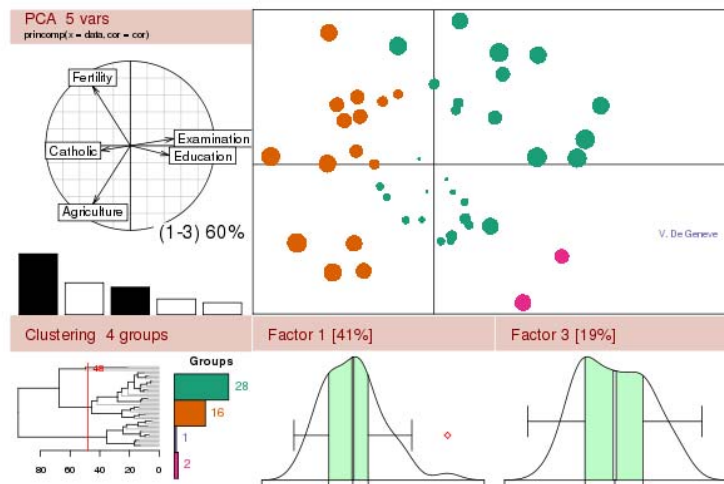 PCA 5 vars
princomp(x = data, cor = cor)
Fertility
Catholic
Examination
Education
Agriculture
(1-3) 60%
V. De Geneve
Clustering 4 groups
Factor 1 [41%]
Factor 3 [19%]
48
Groups
28
16
1
2
80 60 40 20 0